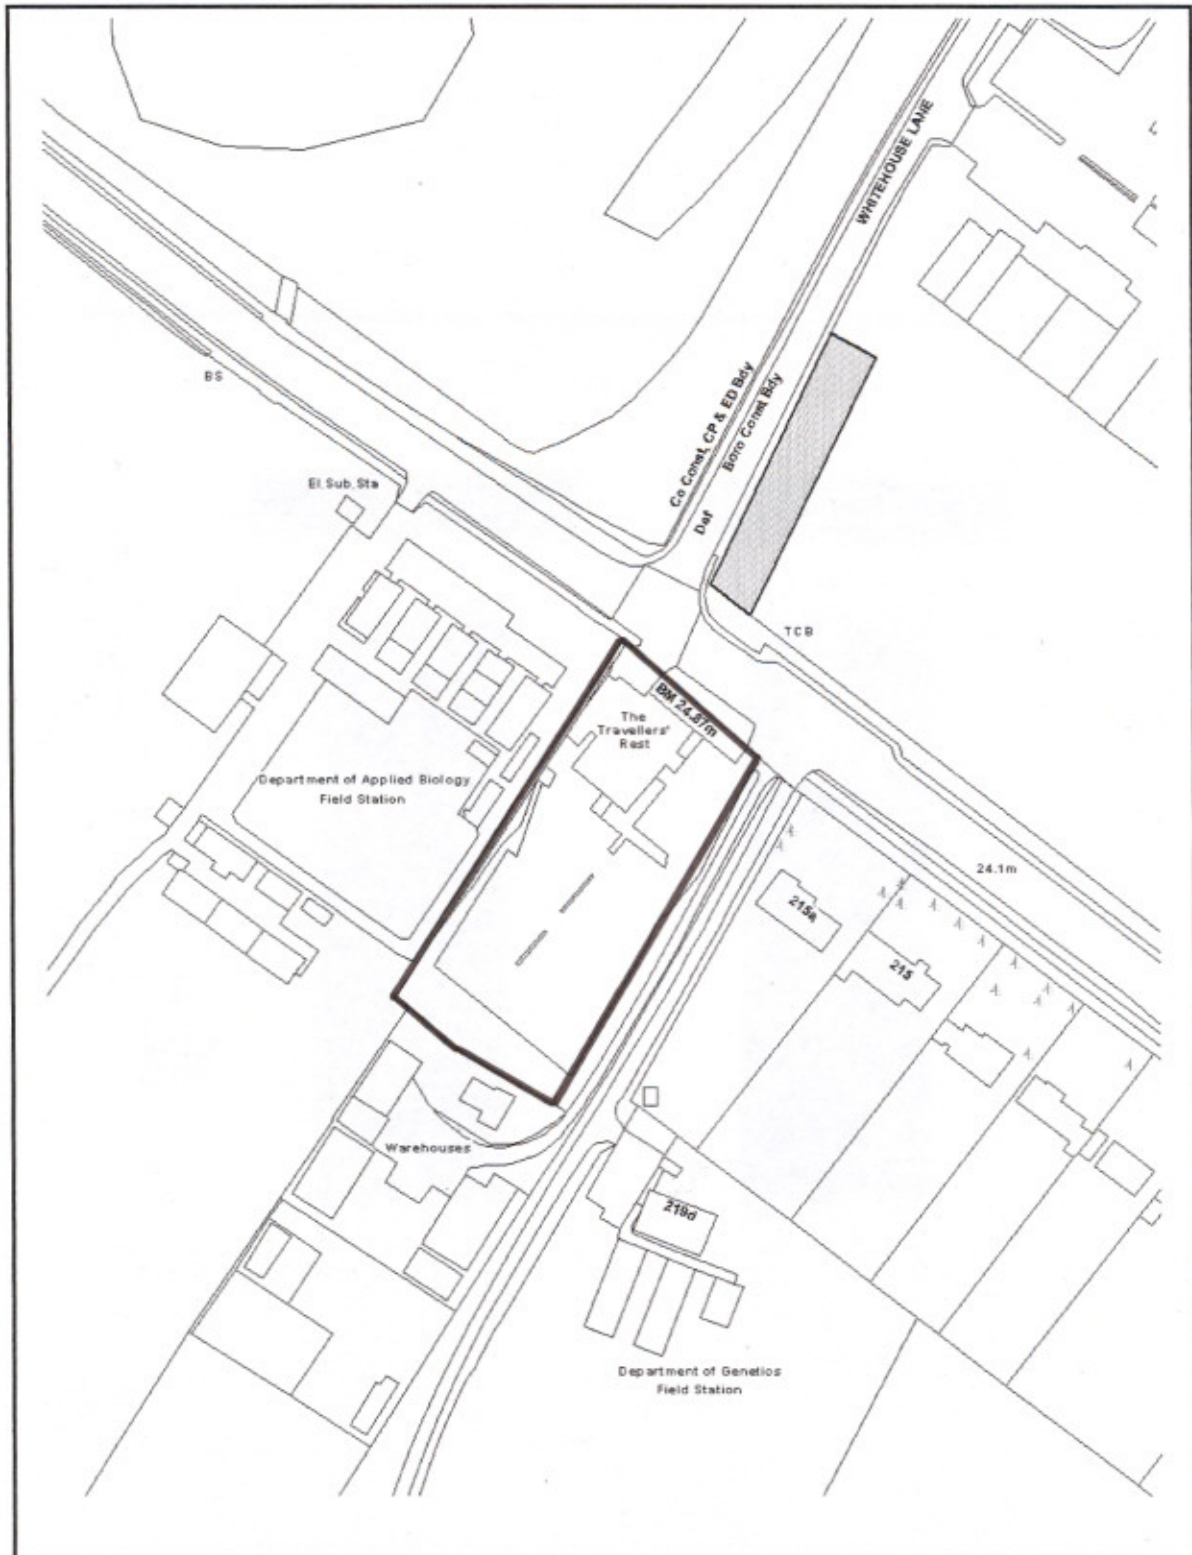 WHITEHOUSE LANE
BS
Co Const, CP & ED Bdy
Boro Const Bdy
Def
El Sub Sta
TCB
BM 24.87m
The
Travellers'
Rest
Department of Applied Biology
Field Station
24.1m
215a
215
Warehouses
219d
Department of Genetics
Field Station